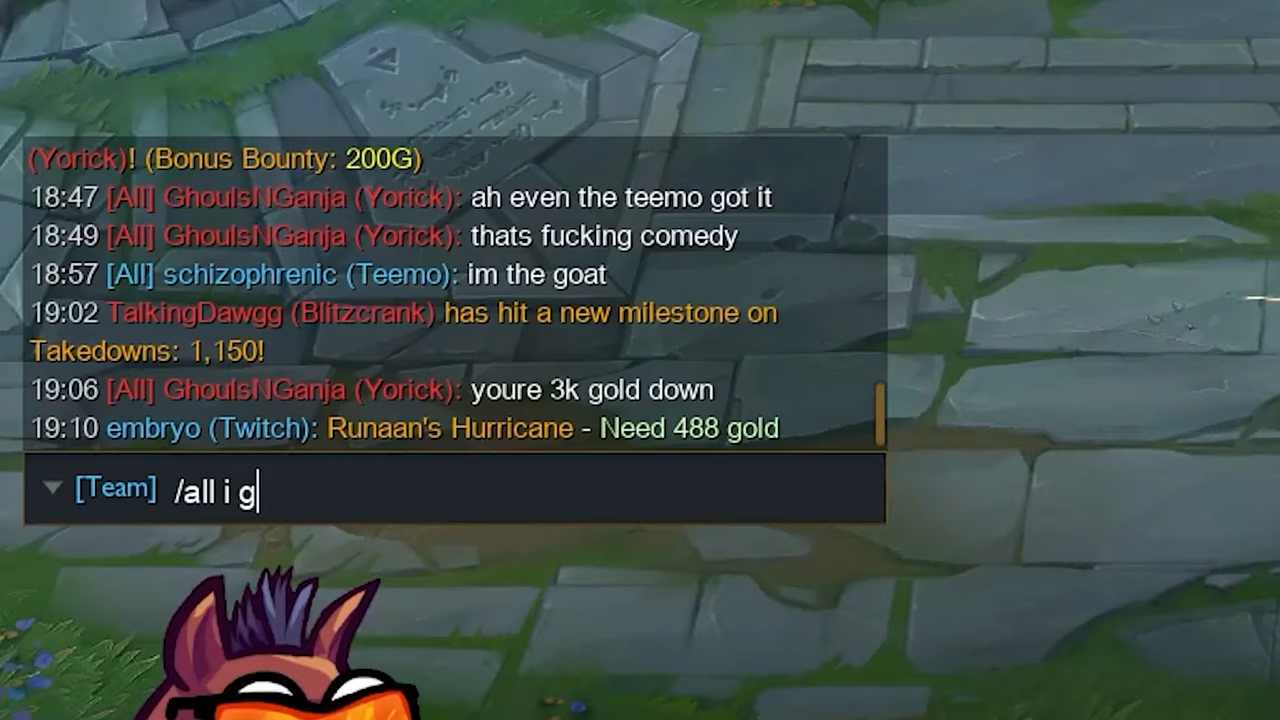 (Yorick)! (Bonus Bounty: 200G)
18:47 [All] GhoulsNGanja (Yorick): ah even the teemo got it
18:49 [All] GhoulsNGanja (Yorick): thats fucking comedy
18:57 [All] schizophrenic (Teemo): im the goat
19:02 TalkingDawgg (Blitzcrank) has hit a new milestone on
Takedowns: 1,150!
19:06 [All] GhoulsNGanja (Yorick): youre 3k gold down
19:10 embryo (Twitch): Runaan's Hurricane - Need 488 gold
[Team] /all i g